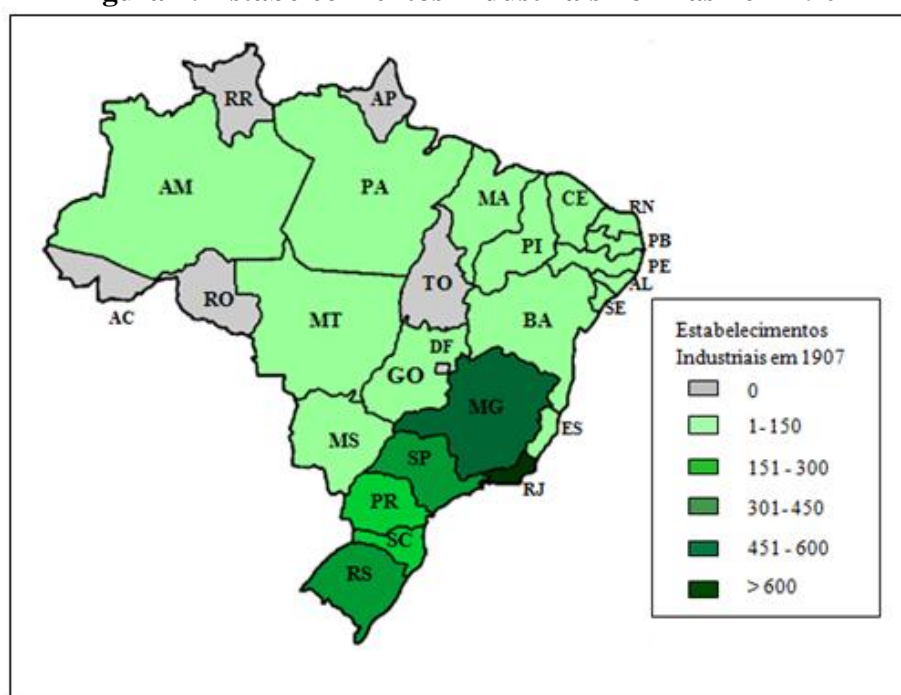 RR
AP
AM
PA
MA
CE
RN
PI
PB
PE
AL
SE
TO
RO
AC
MT
BA
DF
GO
MG
ES
MS
SP
RJ
PR
SC
RS
Estabelecimentos
Industriais em 1907
0
1-150
151-300
301-450
451-600
>600